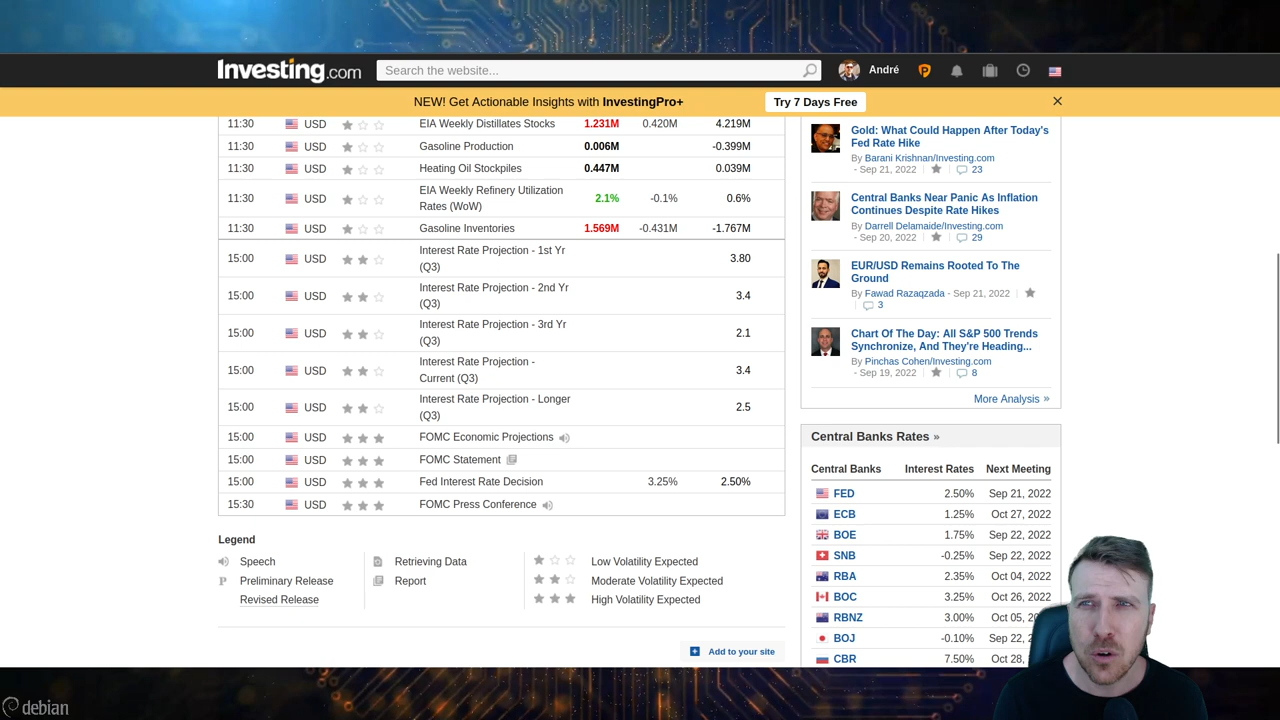 Investing.com
Search the website...
André
NEW! Get Actionable Insights with InvestingPro+
Try 7 Days Free
11:30 USD EIA Weekly Distillates Stocks 1.231M 0.420M 4.219M
11:30 USD Gasoline Production 0.006M -0.399M
11:30 USD Heating Oil Stockpiles 0.447M 0.039M
11:30 USD EIA Weekly Refinery Utilization
Rates (WoW) 2.1% -0.1% 0.6%
11:30 USD Gasoline Inventories 1.569M -0.431M -1.767M
15:00 USD Interest Rate Projection - 1st Yr
(Q3) 3.80
15:00 USD Interest Rate Projection - 2nd Yr
(Q3) 3.4
15:00 USD Interest Rate Projection - 3rd Yr
(Q3) 2.1
15:00 USD Interest Rate Projection -
Current (Q3) 3.4
15:00 USD Interest Rate Projection - Longer
(Q3) 2.5
15:00 USD FOMC Economic Projections
15:00 USD FOMC Statement
15:00 USD Fed Interest Rate Decision 3.25% 2.50%
15:30 USD FOMC Press Conference
Legend
Speech
P Preliminary Release
Revised Release
Retrieving Data
Report
Low Volatility Expected
Moderate Volatility Expected
High Volatility Expected
Add to your site
Gold: What Could Happen After Today's
Fed Rate Hike
By Barani Krishnan/Investing.com
- Sep 21, 2022 23
Central Banks Near Panic As Inflation
Continues Despite Rate Hikes
By Darrell Delamaide/Investing.com
- Sep 20, 2022 29
EUR/USD Remains Rooted To The
Ground
By Fawad Razaqzada - Sep 21, 2022
3
Chart Of The Day: All S&P 500 Trends
Synchronize, And They're Heading...
By Pinchas Cohen/Investing.com
- Sep 19, 2022 8
More Analysis »
Central Banks Rates »
Central Banks Interest Rates Next Meeting
FED 2.50% Sep 21, 2022
ECB 1.25% Oct 27, 2022
BOE 1.75% Sep 22, 2022
SNB -0.25% Sep 22, 2022
RBA 2.35% Oct 04, 2022
BOC 3.25% Oct 26, 2022
RBNZ 3.00% Oct 05,
BOJ -0.10% Sep 22,
CBR 7.50% Oct 28,
debian